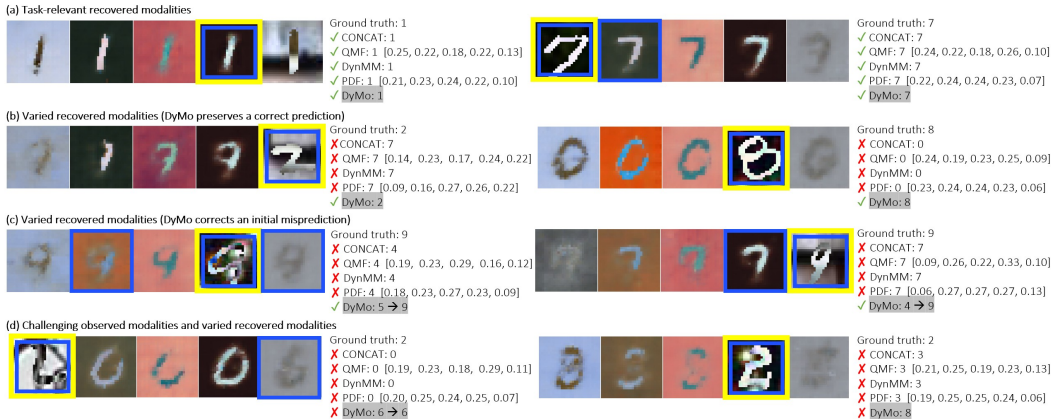 (a) Task-relevant recovered modalities
Ground truth: 1
✓ CONCAT: 1
✓ QMF: 1 [0.25, 0.22, 0.18, 0.22, 0.13]
✓ DynMM: 1
✓ PDF: 1 [0.21, 0.23, 0.24, 0.22, 0.10]
✓ DyMo: 1
Ground truth: 7
✓ CONCAT: 7
✓ QMF: 7 [0.24, 0.22, 0.18, 0.26, 0.10]
✓ DynMM: 7
✓ PDF: 7 [0.22, 0.24, 0.24, 0.23, 0.07]
✓ DyMo: 7
(b) Varied recovered modalities (DyMo preserves a correct prediction)
Ground truth: 2
✗CONCAT: 7
✗ QMF: 7 [0.14, 0.23, 0.17, 0.24, 0.22]
✗ DynMM: 7
✗ PDF: 7 [0.09, 0.16, 0.27, 0.26, 0.22]
✓ DyMo: 2
Ground truth: 8
✗ CONCAT: 0
✗ QMF: 0 [0.24, 0.19, 0.23, 0.25, 0.09]
✗ DynMM: 0
✗ PDF: 0 [0.23, 0.24, 0.24, 0.23, 0.06]
✓ DyMo: 8
(c) Varied recovered modalities (DyMo corrects an initial misprediction)
Ground truth: 9
✗ CONCAT: 4
✗ QMF: 4 [0.19, 0.23, 0.29, 0.16, 0.12]
✗ DynMM: 4
✗ PDF: 4 [0.18, 0.23, 0.27, 0.23, 0.09]
✓ DyMo: 5 → 9
Ground truth: 9
✗ CONCAT: 7
✗ QMF: 7 [0.09, 0.26, 0.22, 0.33, 0.10]
✗ DynMM: 7
✗ PDF: 7 [0.06, 0.27, 0.27, 0.27, 0.13]
✓ DyMo: 4 → 9
(d) Challenging observed modalities and varied recovered modalities
Ground truth: 2
✗ CONCAT: 0
✗ QMF: 0 [0.19, 0.23, 0.18, 0.29, 0.11]
✗ DynMM: 0
✗ PDF: 0 [0.20, 0.25, 0.24, 0.25, 0.07]
✗ DyMo: 6 → 6
Ground truth: 2
✗ CONCAT: 3
✗ QMF: 3 [0.21, 0.25, 0.19, 0.23, 0.13]
✗ DynMM: 3
✗ PDF: 3 [0.19, 0.25, 0.25, 0.24, 0.06]
✗ DyMo: 8